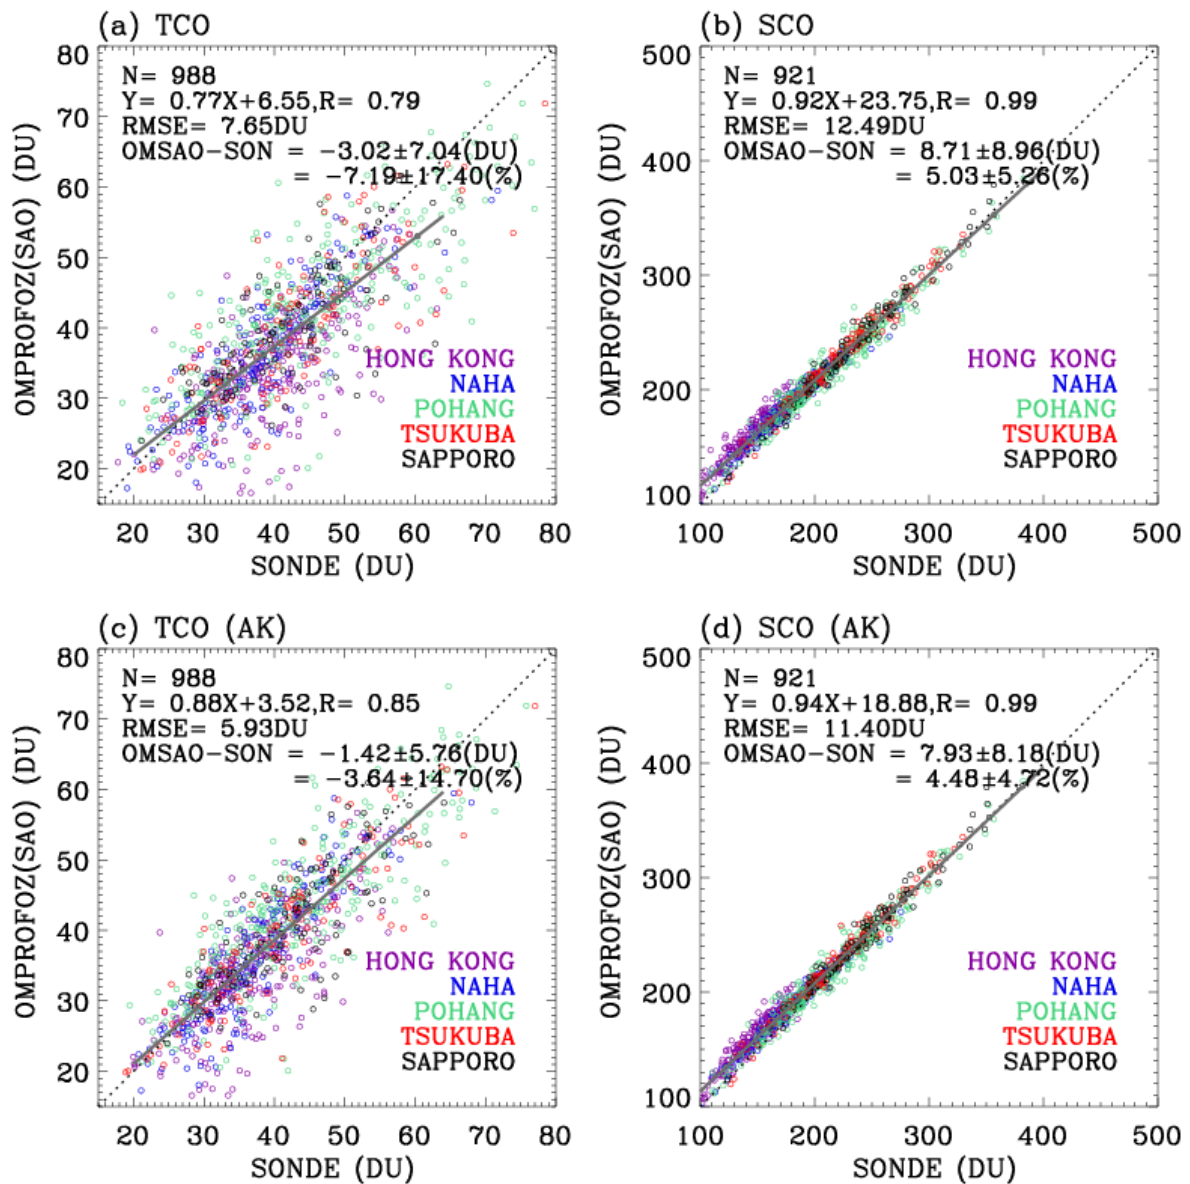 (a) TCO
N= 988
Y= 0.77X+6.55,R= 0.79
RMSE= 7.65DU
OMSAO-SON = -3.02±7.04(DU)
= -7.19±17.40(%)
HONG KONG
NAHA
POHANG
TSUKUBA
SAPPORO
80
70
60
50
40
30
20
OMPROFOZ(SAO) (DU)
20 30 40 50 60 70 80
SONDE (DU)
(b) SCO
N= 921
Y= 0.92X+23.75,R= 0.99
RMSE= 12.49DU
OMSAO-SON = 8.71±8.96(DU)
= 5.03±5.26(%)
HONG KONG
NAHA
POHANG
TSUKUBA
SAPPORO
500
400
300
200
100
OMPROFOZ(SAO) (DU)
100 200 300 400 500
SONDE (DU)
(c) TCO (AK)
N= 988
Y= 0.88X+3.52,R= 0.85
RMSE= 5.93DU
OMSAO-SON = -1.42±5.76(DU)
= -3.64±14.70(%)
HONG KONG
NAHA
POHANG
TSUKUBA
SAPPORO
80
70
60
50
40
30
20
OMPROFOZ(SAO) (DU)
20 30 40 50 60 70 80
SONDE (DU)
(d) SCO (AK)
N= 921
Y= 0.94X+18.88,R= 0.99
RMSE= 11.40DU
OMSAO-SON = 7.93±8.18(DU)
= 4.48±4.72(%)
HONG KONG
NAHA
POHANG
TSUKUBA
SAPPORO
500
400
300
200
100
OMPROFOZ(SAO) (DU)
100 200 300 400 500
SONDE (DU)